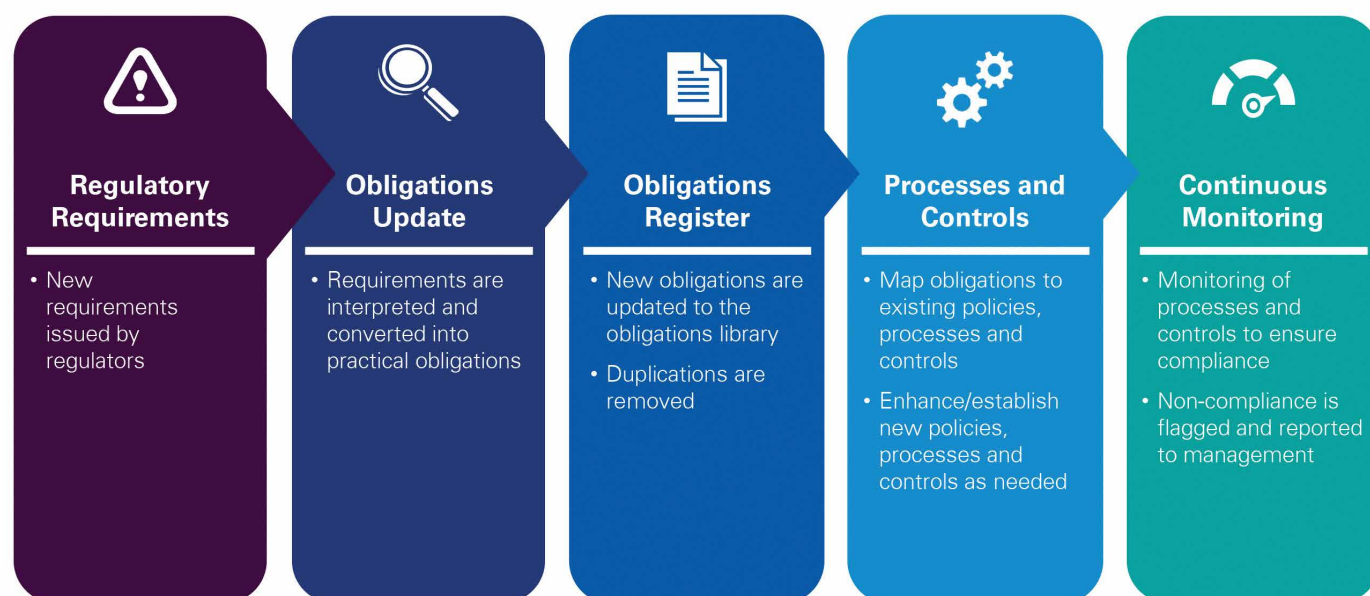 Regulatory
Requirements
• New
requirements
issued by
regulators
Obligations
Update
• Requirements are
interpreted and
converted into
practical obligations
Obligations
Register
• New obligations are
updated to the
obligations library
• Duplications are
removed
Processes and
Controls
• Map obligations to
existing policies,
processes and
controls
• Enhance/establish
new policies,
processes and
controls as needed
Continuous
Monitoring
• Monitoring of
processes and
controls to ensure
compliance
• Non-compliance is
flagged and reported
to management